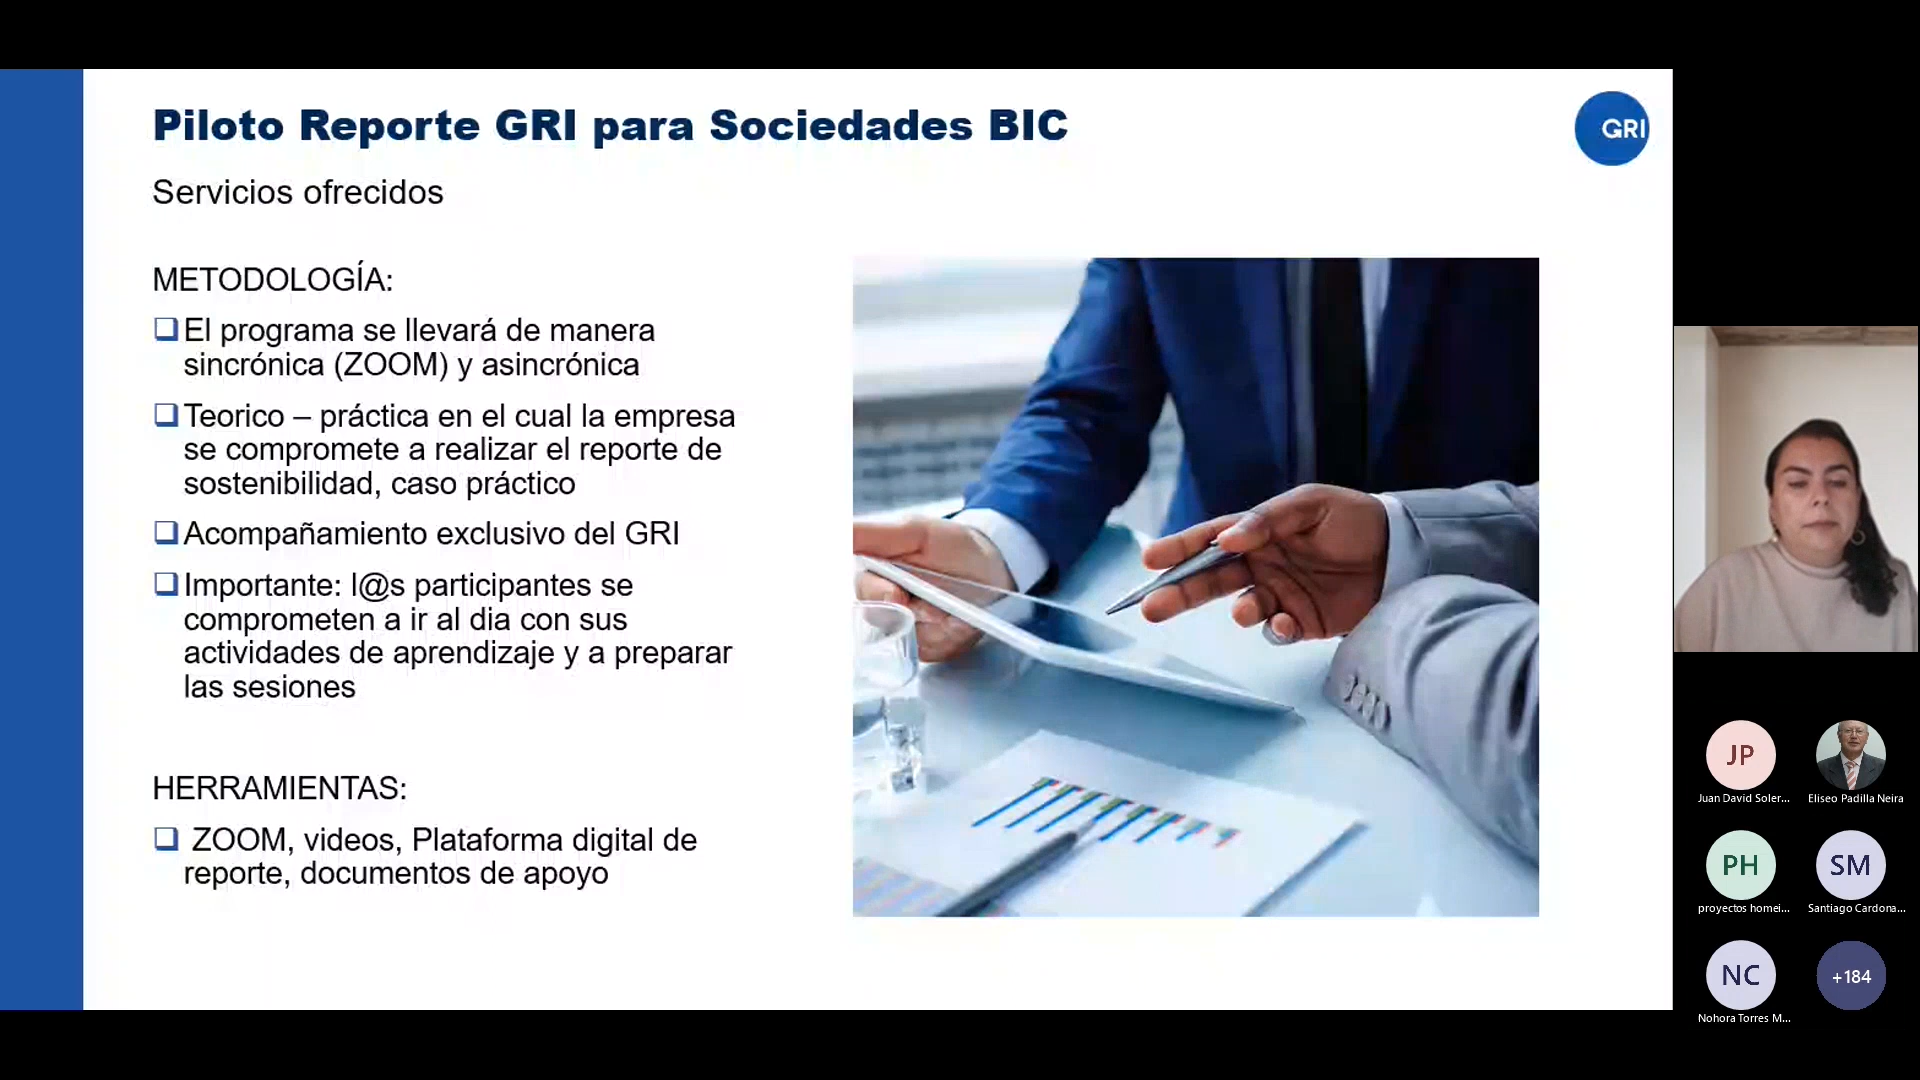 Piloto Reporte GRI para Sociedades BIC
GRI
Servicios ofrecidos
METODOLOGÍA:
El programa se llevará de manera
sincrónica (ZOOM) y asincrónica
Teorico – práctica en el cual la empresa
se compromete a realizar el reporte de
sostenibilidad, caso práctico
Acompañamiento exclusivo del GRI
Importante: l@s participantes se
comprometen a ir al dia con sus
actividades de aprendizaje y a preparar
las sesiones
HERRAMIENTAS:
ZOOM, videos, Plataforma digital de
reporte, documentos de apoyo
JP
Juan David Soler...
Eliseo Padilla Neira
PH
proyectos homei...
SM
Santiago Cardona...
NC
Nohora Torres M...
+184